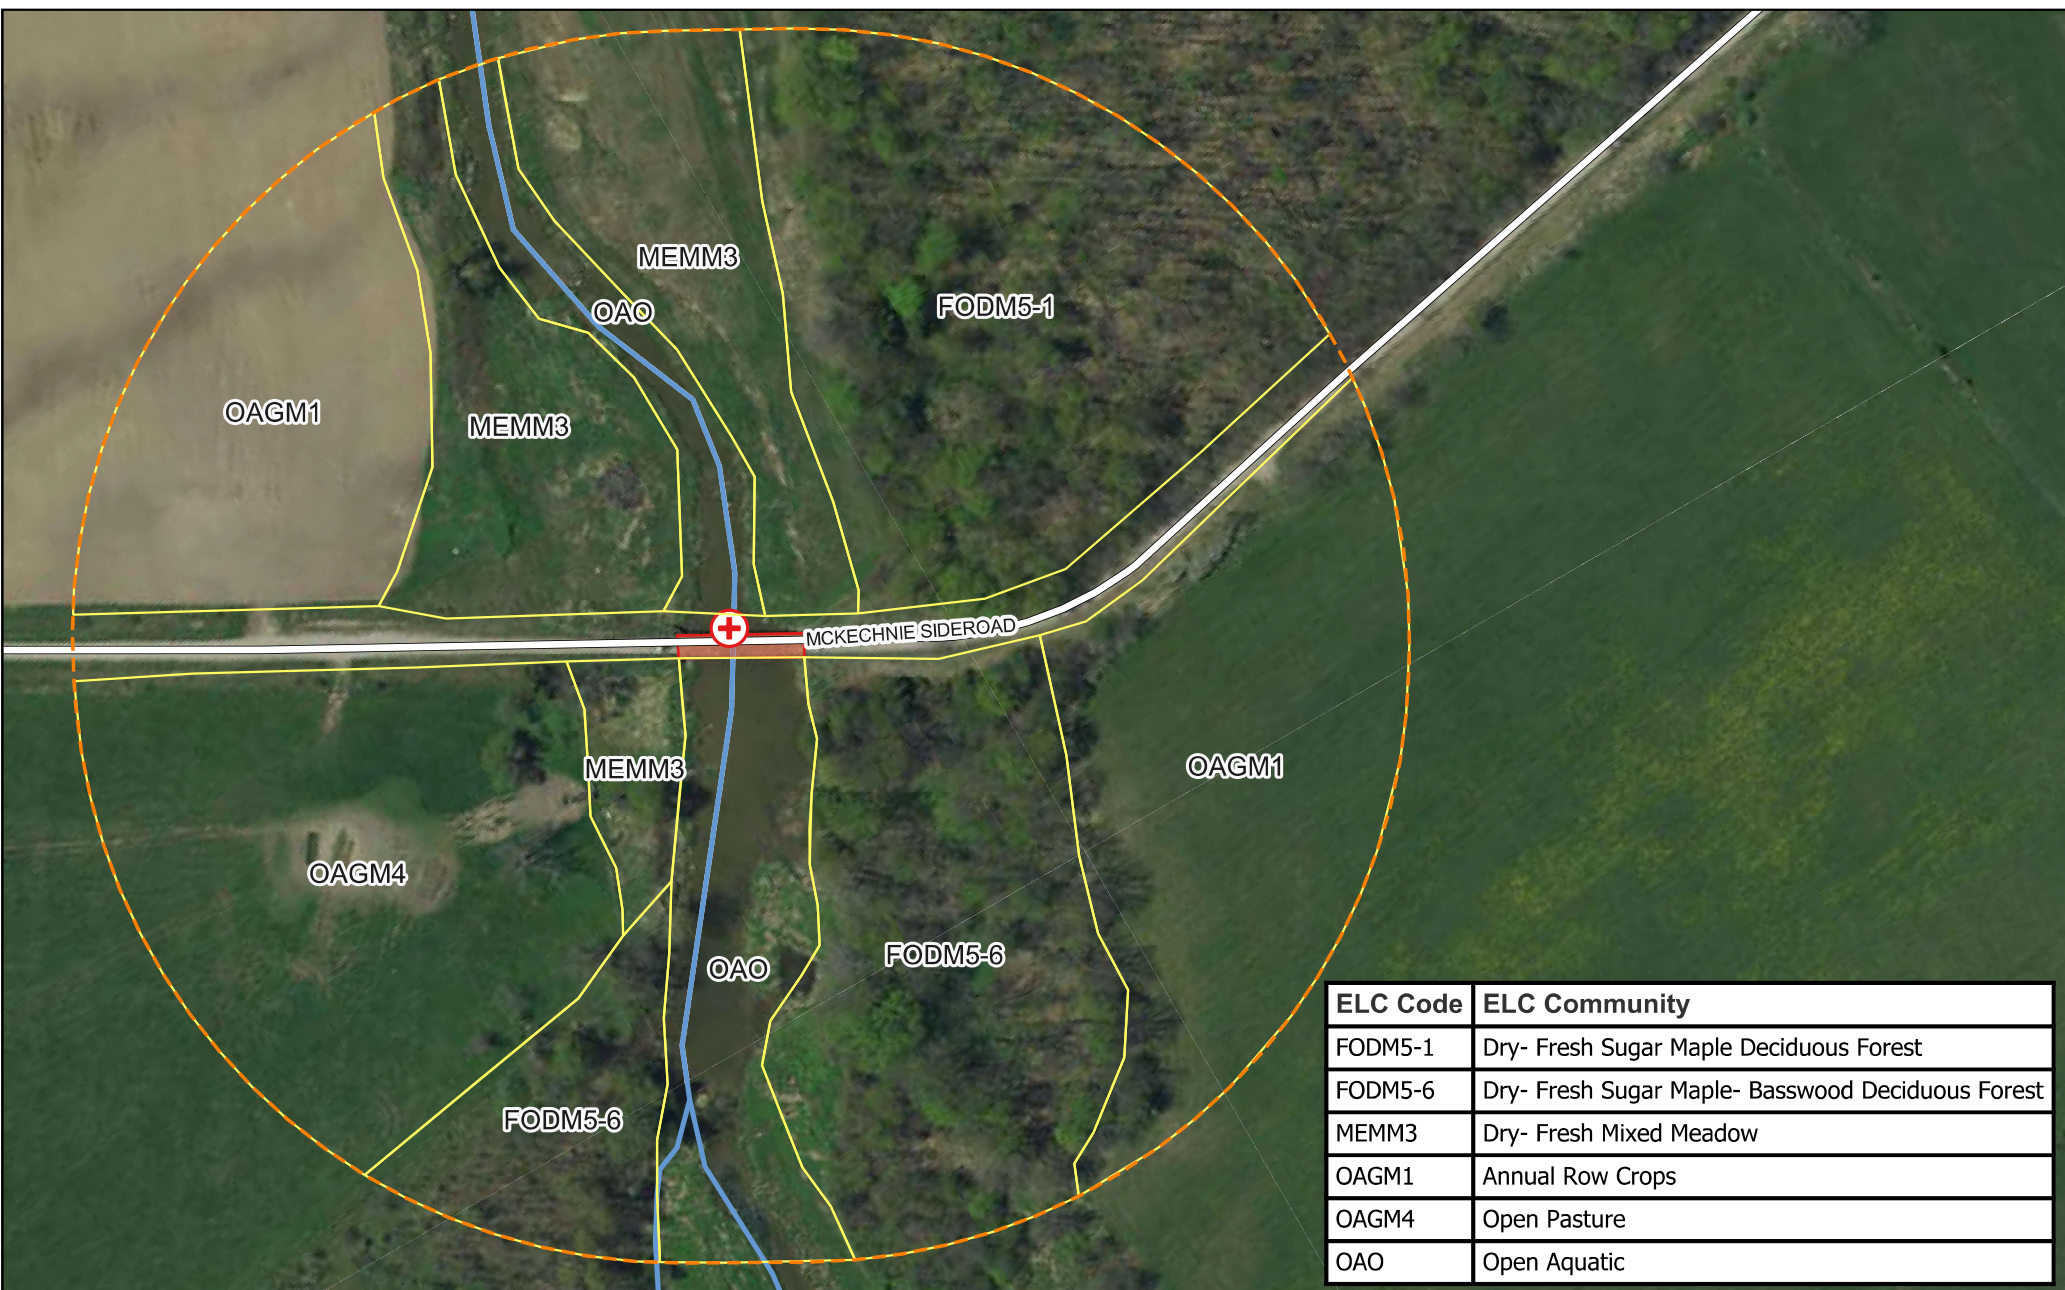 MEMM3
FODM5-1
OAO
OAGM1
MEMM3
MCKECHNIE SIDEROAD
MEMM3
OAGM1
OAGM4
FODM5-6
OAO
FODM5-6
ELC Code ELC Community
FODM5-1 Dry- Fresh Sugar Maple Deciduous Forest
FODM5-6 Dry- Fresh Sugar Maple- Basswood Deciduous Forest
MEMM3 Dry- Fresh Mixed Meadow
OAGM1 Annual Row Crops
OAGM4 Open Pasture
OAO Open Aquatic